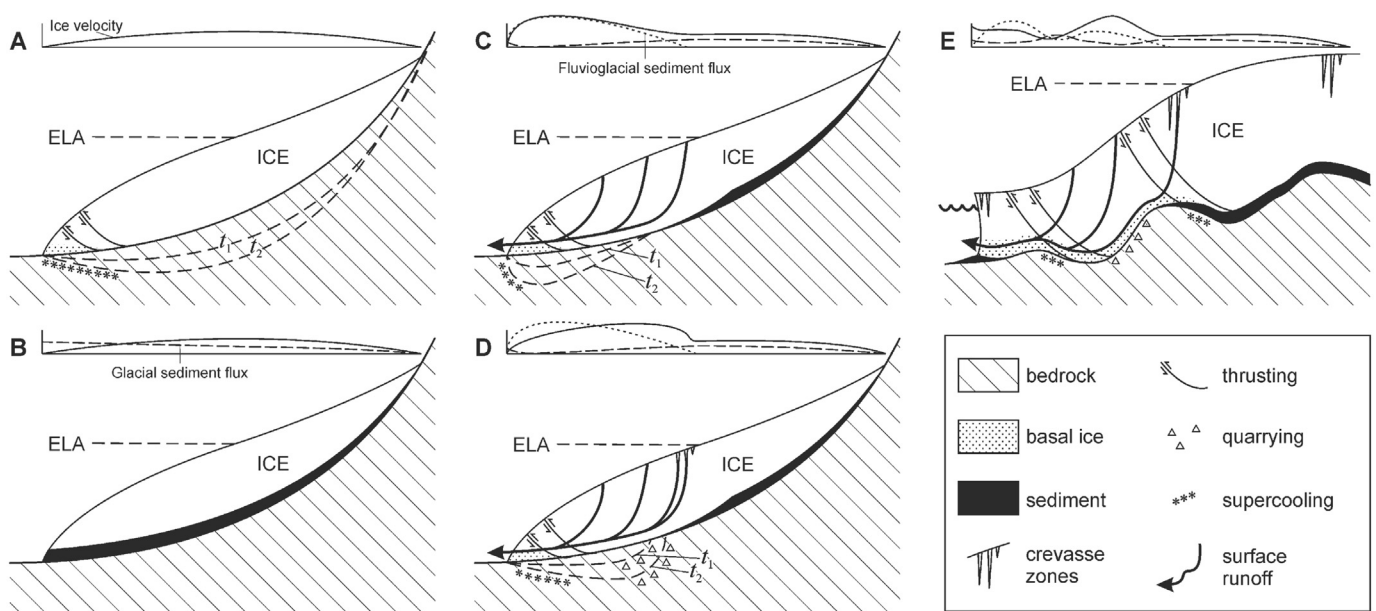 A
Ice velocity
ELA
ICE
t1
t2
B
Glacial sediment flux
ELA
ICE
C
Fluvioglacial sediment flux
ELA
ICE
t1
t2
D
ELA
ICE
t1
t2
E
ELA
ICE
bedrock
thrusting
basal ice
quarrying
sediment
supercooling
crevasse
zones
surface
runoff